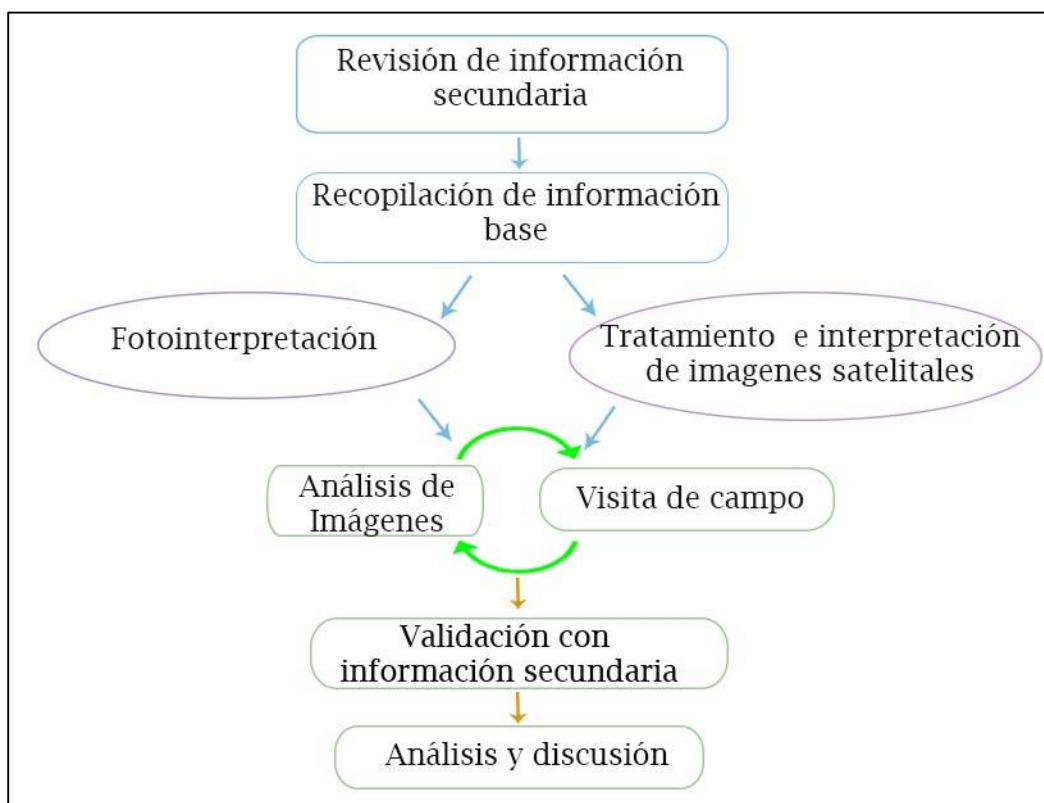 Revisión de información
secundaria
Recopilación de información
base
Fotointerpretación
Tratamiento e interpretación
de imagenes satelitales
Análisis de
Imágenes
Visita de campo
Validación con
información secundaria
Análisis y discusión